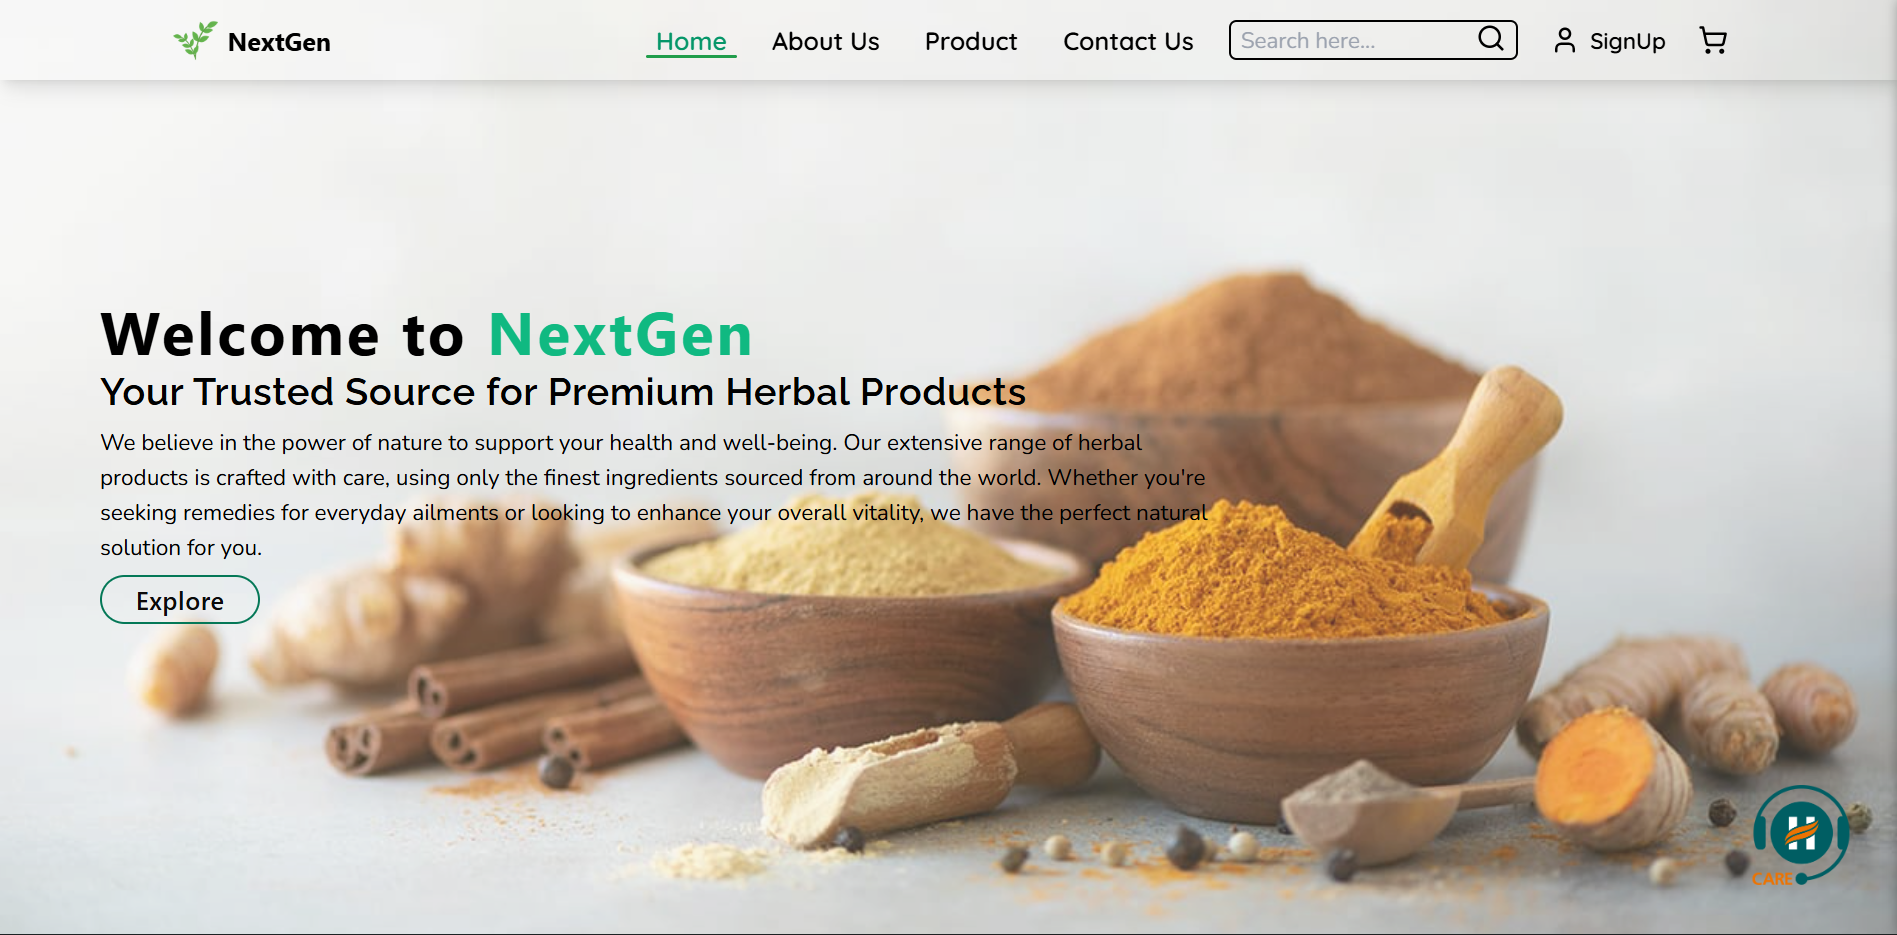 NextGen
Home About Us Product Contact Us Search here... SignUp
Welcome to NextGen
Your Trusted Source for Premium Herbal Products
We believe in the power of nature to support your health and well-being. Our extensive range of herbal
products is crafted with care, using only the finest ingredients sourced from around the world. Whether you're
seeking remedies for everyday ailments or looking to enhance your overall vitality, we have the perfect natural
solution for you.
Explore
H
CARE